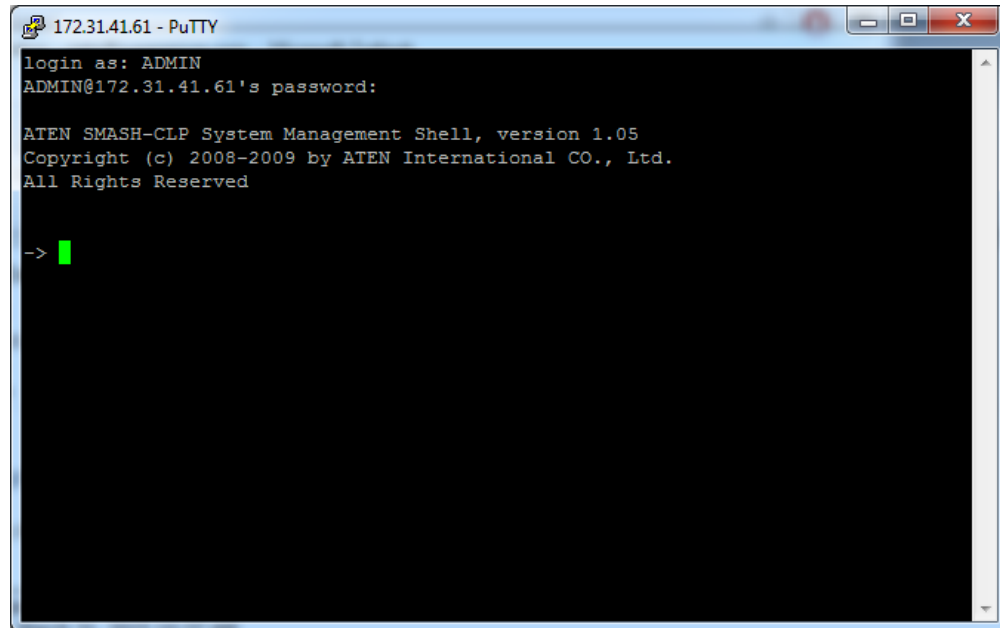 172.31.41.61 - PuTTY
login as: ADMIN
ADMIN@172.31.41.61's password:
ATEN SMASH-CLP System Management Shell, version 1.05
Copyright (c) 2008-2009 by ATEN International CO., Ltd.
All Rights Reserved
->